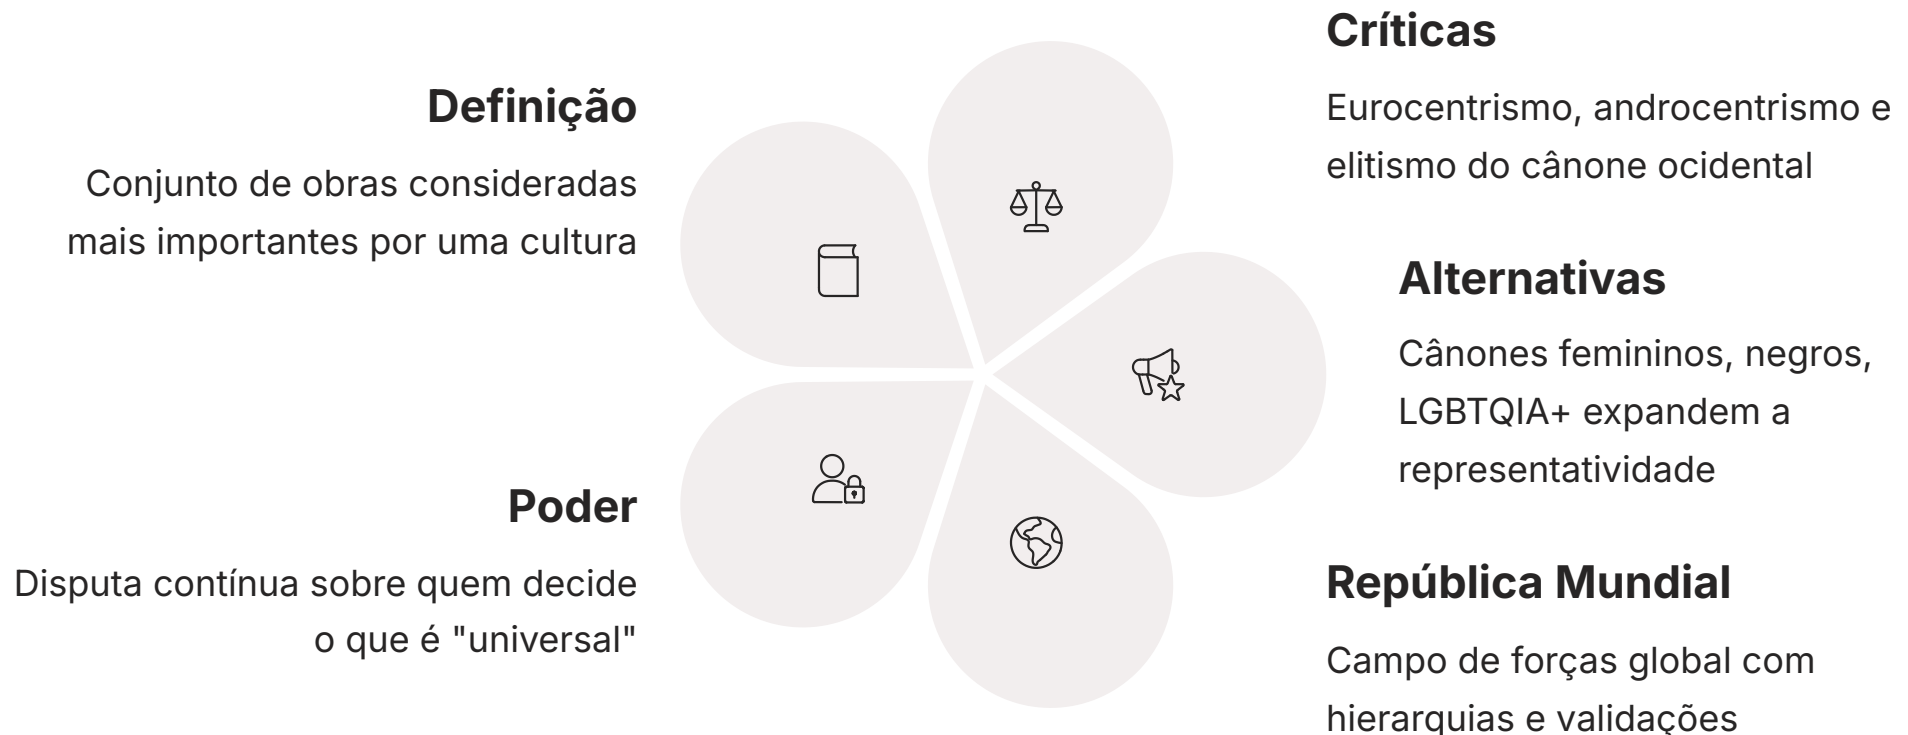 Definição
Conjunto de obras consideradas
mais importantes por uma cultura
Críticas
Eurocentrismo, androcentrismo e
elitismo do cânone ocidental
Alternativas
Cânones femininos, negros,
LGBTQIA+ expandem a
representatividade
República Mundial
Campo de forças global com
hierarquias e validações
Poder
Disputa contínua sobre quem decide
o que é "universal"